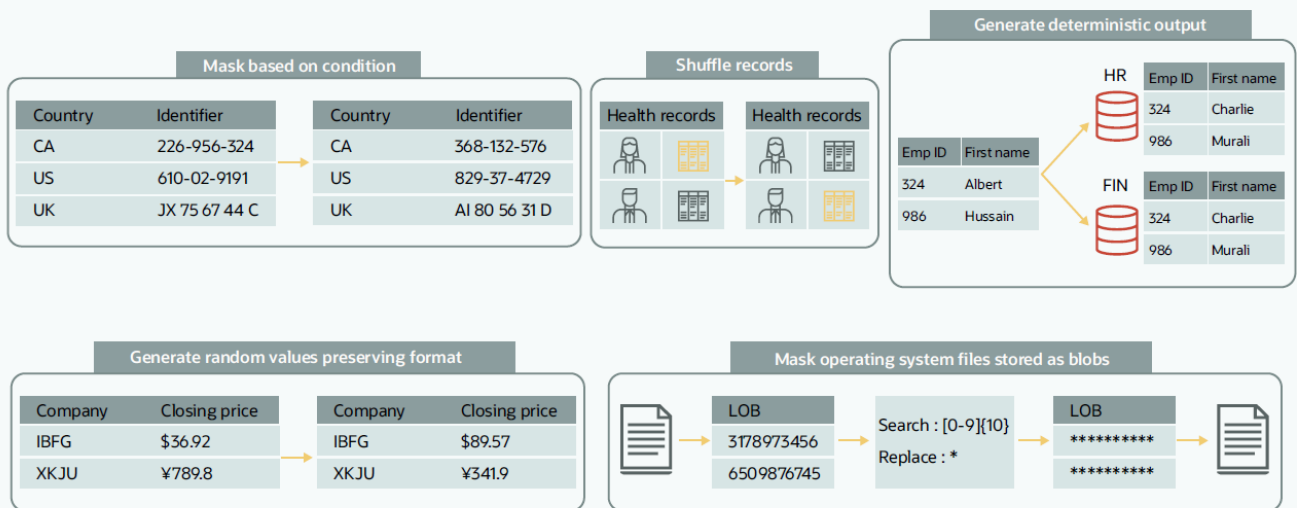 Mask based on condition
Country Identifier
CA 226-956-324
US 610-02-9191
UK JX 75 67 44 C
Country Identifier
CA 368-132-576
US 829-37-4729
UK AI 80 56 31 D
Shuffle records
Health records
Health records
Generate deterministic output
Emp ID First name
324 Albert
986 Hussain
HR
Emp ID First name
324 Charlie
986 Murali
FIN
Emp ID First name
324 Charlie
986 Murali
Generate random values preserving format
Company Closing price
IBFG $36.92
XKJU ¥789.8
Company Closing price
IBFG $89.57
XKJU ¥341.9
Mask operating system files stored as blobs
LOB
3178973456
6509876745
Search : [0-9]{10}
Replace : *
LOB
**********
**********